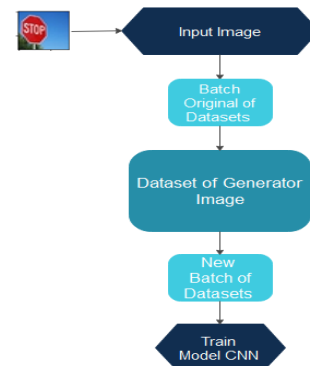 STOP
Input Image
Batch
Original of
Datasets
Dataset of Generator
Image
New
Batch of
Datasets
Train
Model CNN